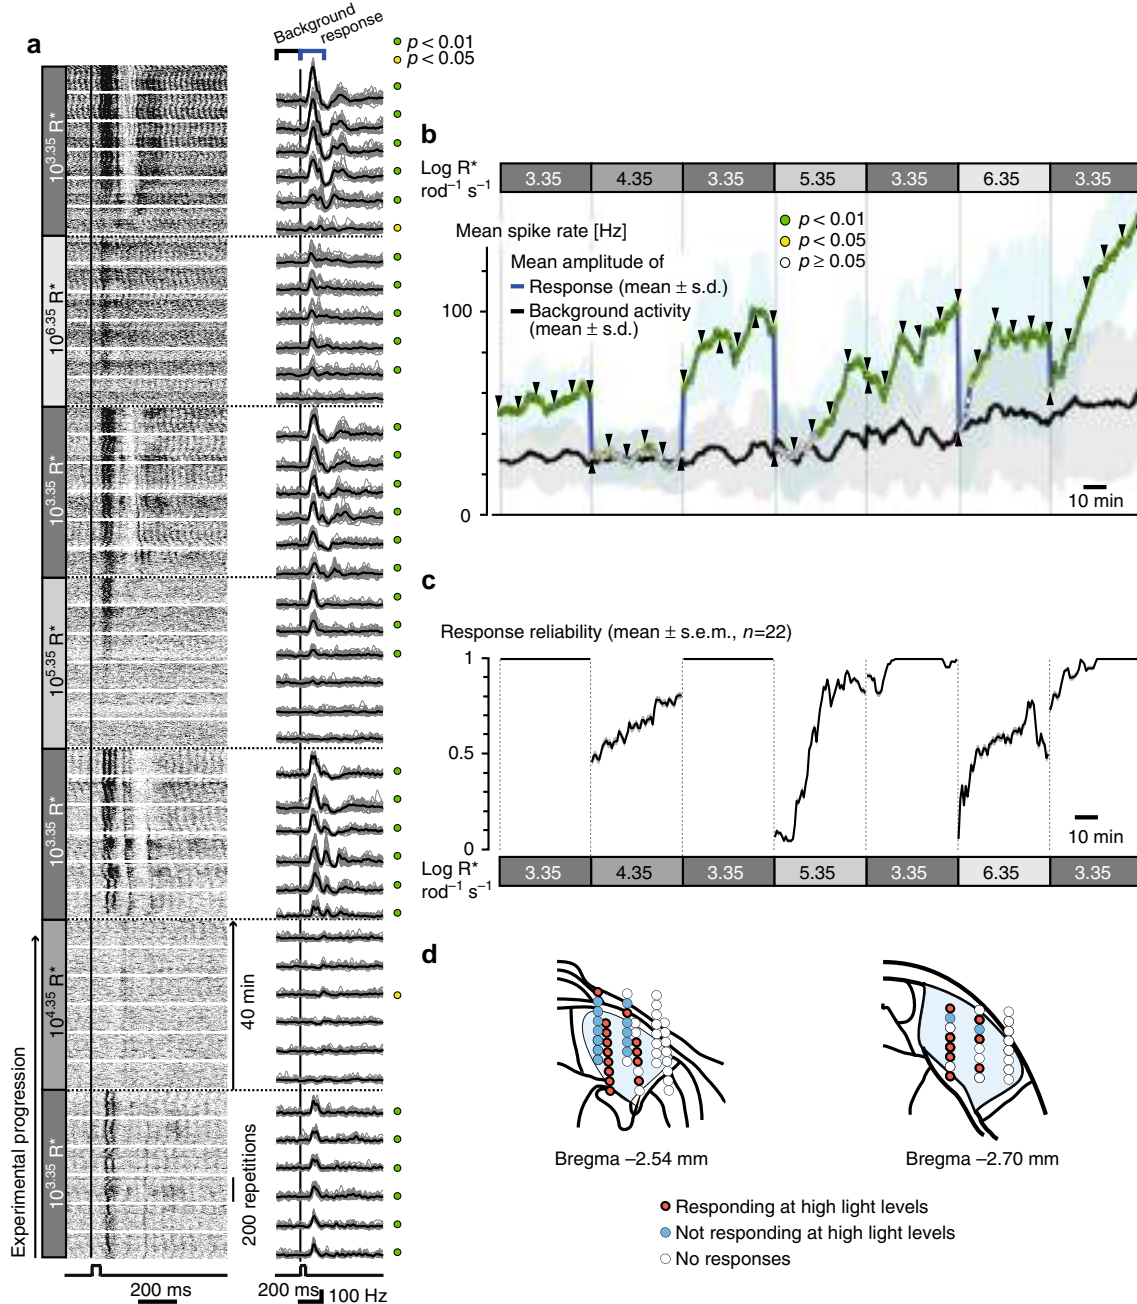 a
Background
response
p < 0.01
p < 0.05
10^3.35 R*
10^6.35 R*
10^3.35 R*
10^5.35 R*
10^3.35 R*
10^4.35 R*
10^3.35 R*
Experimental progression
40 min
200 repetitions
200 ms
200 ms
100 Hz
b
Log R*
rod–1 s–1
3.35 4.35 3.35 5.35 3.35 6.35 3.35
Mean spike rate [Hz]
p < 0.01
p < 0.05
p ≥ 0.05
Mean amplitude of
Response (mean ± s.d.)
Background activity
(mean ± s.d.)
100
0
10 min
c
Response reliability (mean ± s.e.m., n=22)
1
0.5
0
10 min
Log R*
rod–1 s–1
3.35 4.35 3.35 5.35 3.35 6.35 3.35
d
Bregma –2.54 mm
Bregma –2.70 mm
Responding at high light levels
Not responding at high light levels
No responses